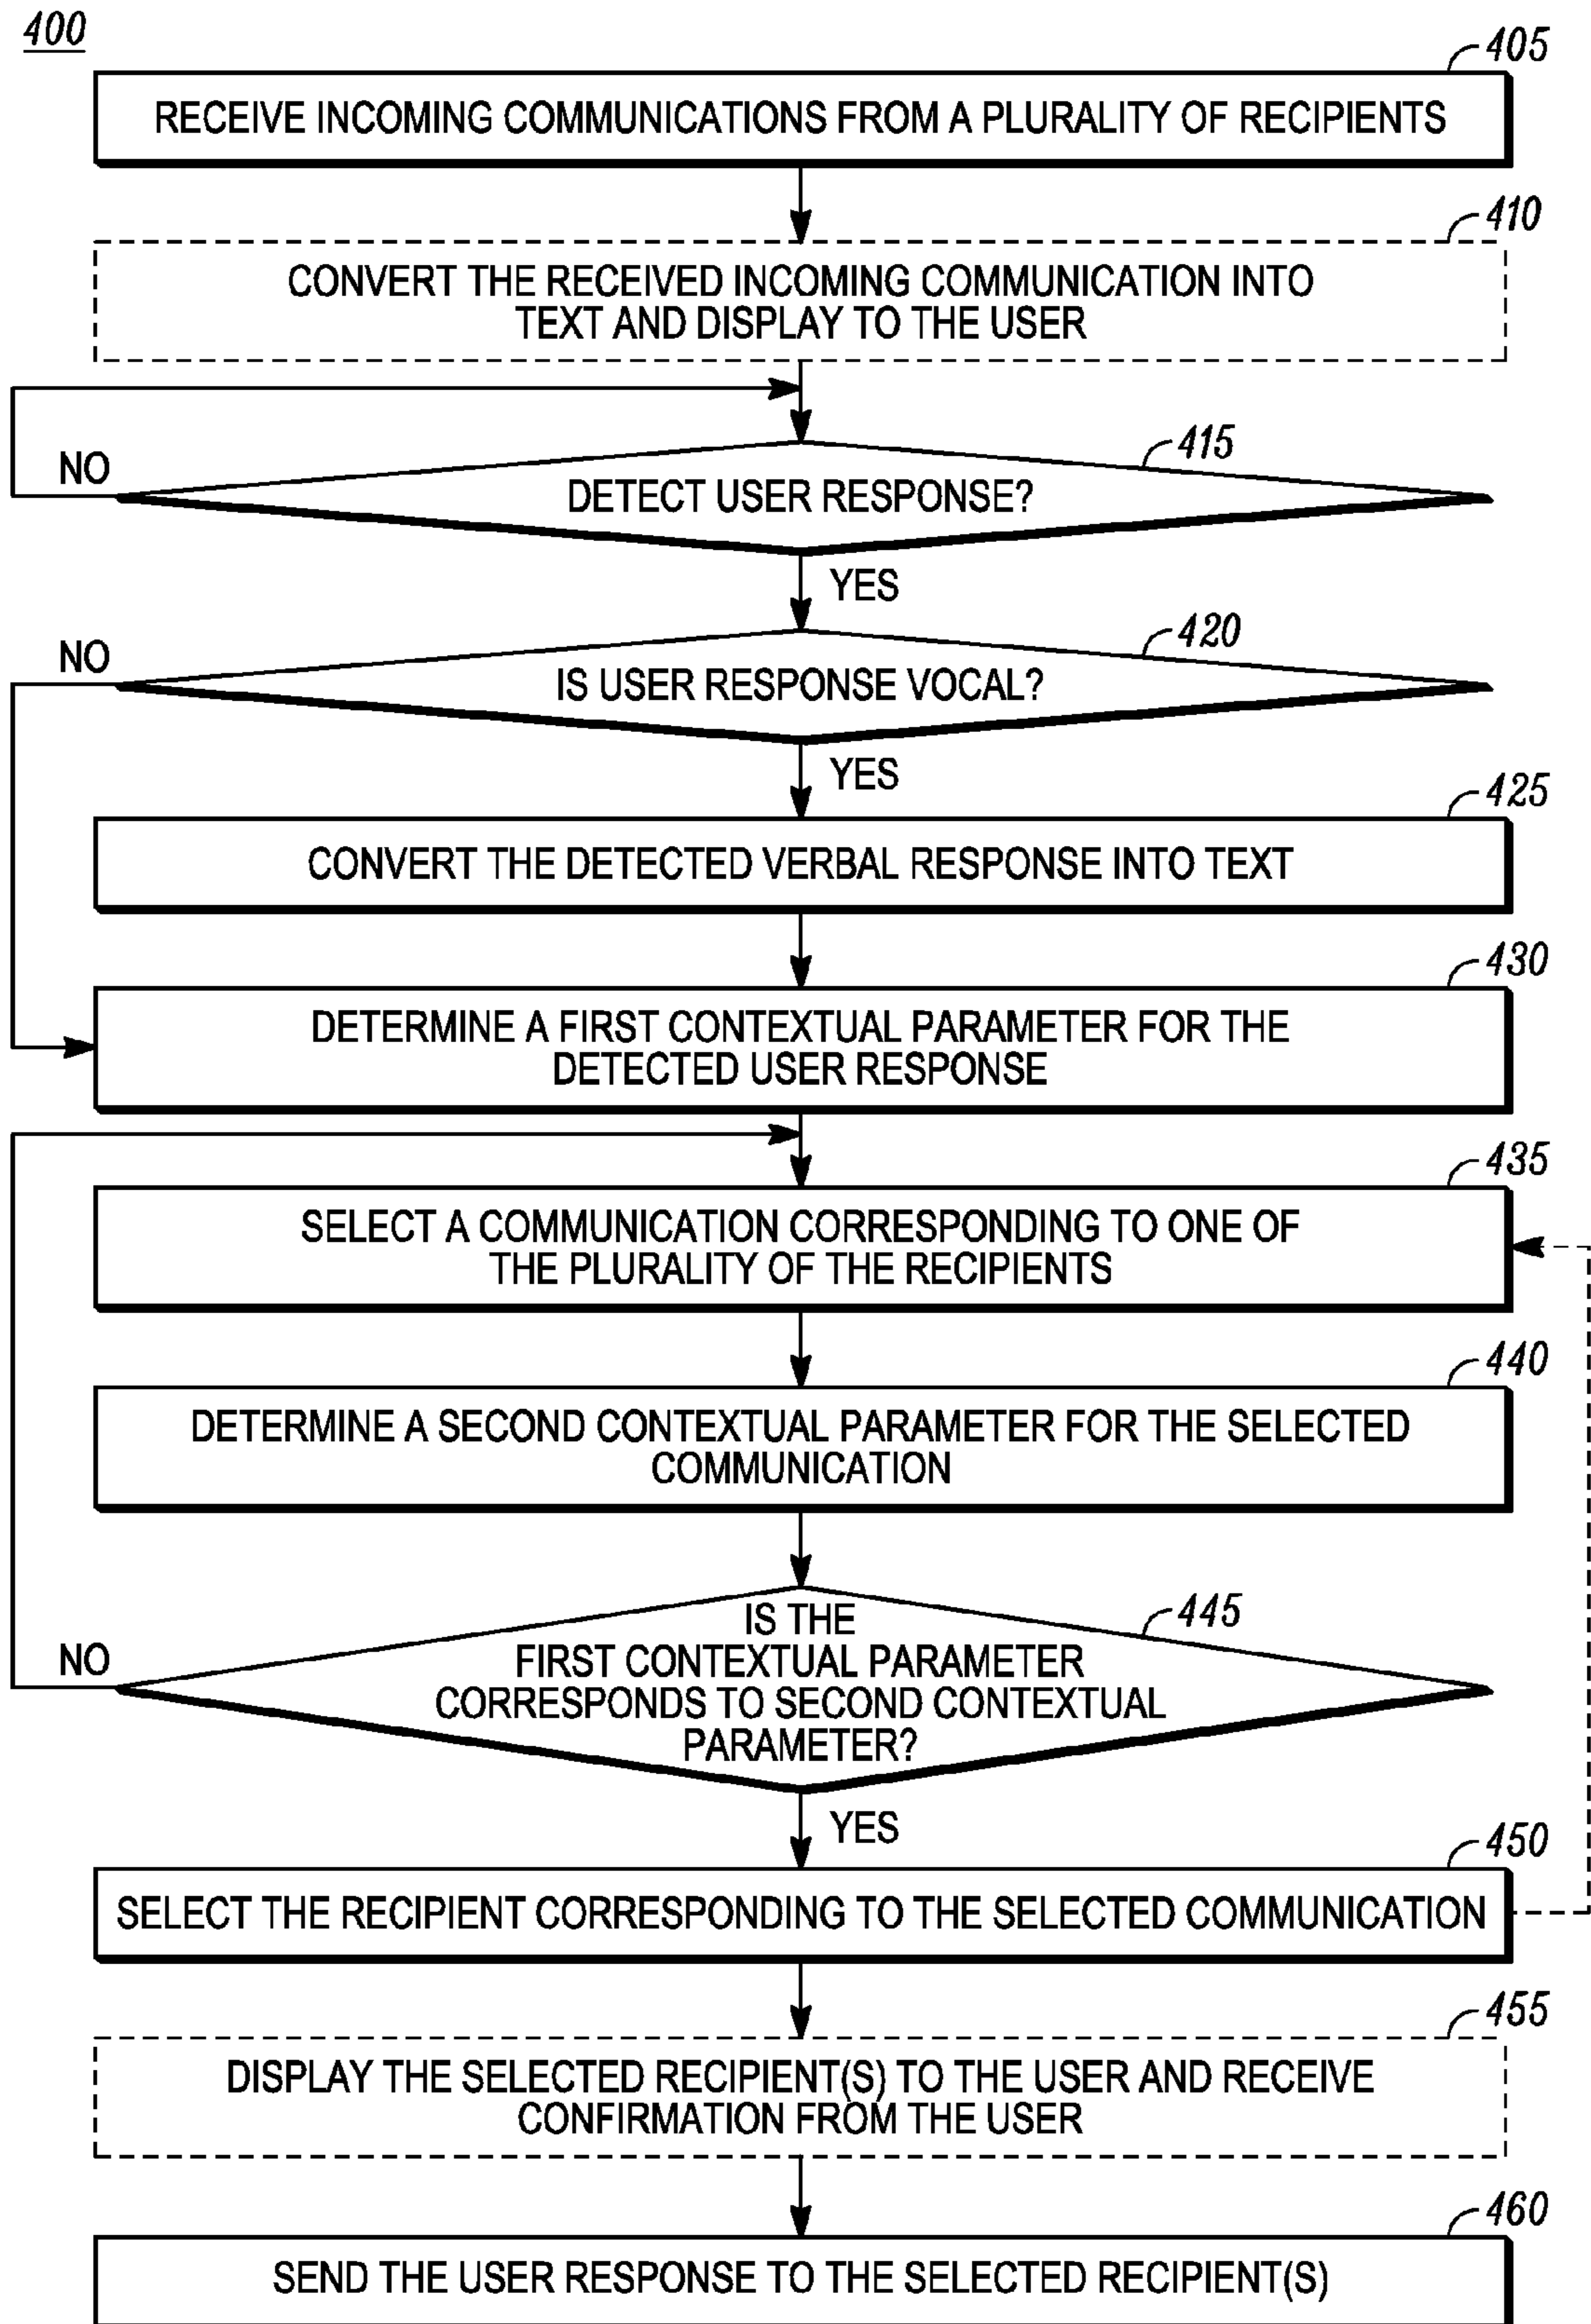 400
405
RECEIVE INCOMING COMMUNICATIONS FROM A PLURALITY OF RECIPIENTS
410
CONVERT THE RECEIVED INCOMING COMMUNICATION INTO
TEXT AND DISPLAY TO THE USER
415
NO
DETECT USER RESPONSE?
YES
420
NO
IS USER RESPONSE VOCAL?
YES
425
CONVERT THE DETECTED VERBAL RESPONSE INTO TEXT
430
DETERMINE A FIRST CONTEXTUAL PARAMETER FOR THE
DETECTED USER RESPONSE
435
SELECT A COMMUNICATION CORRESPONDING TO ONE OF
THE PLURALITY OF THE RECIPIENTS
440
DETERMINE A SECOND CONTEXTUAL PARAMETER FOR THE SELECTED
COMMUNICATION
445
IS THE
FIRST CONTEXTUAL PARAMETER
NO
CORRESPONDS TO SECOND CONTEXTUAL
PARAMETER?
YES
450
SELECT THE RECIPIENT CORRESPONDING TO THE SELECTED COMMUNICATION
455
DISPLAY THE SELECTED RECIPIENT(S) TO THE USER AND RECEIVE
CONFIRMATION FROM THE USER
460
SEND THE USER RESPONSE TO THE SELECTED RECIPIENT(S)